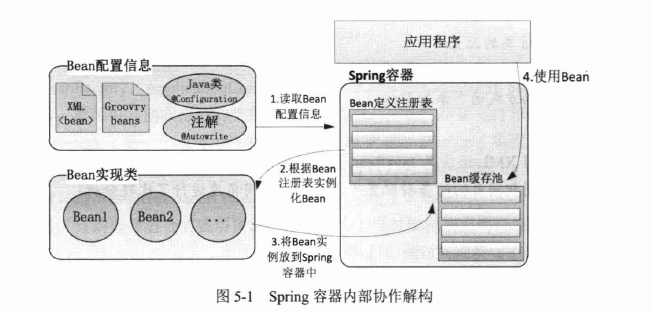 应用程序
Bean配置信息
Spring容器
4.使用Bean
XML
<bean>
Groovry
beans
Java类
@Configuration
注解
@Autowrite
1.读取Bean
配置信息
Bean定义注册表
Bean实现类
Bean1
Bean2
...
2.根据Bean
注册表实例
化Bean
Bean缓存池
3.将Bean实
例放到Spring
容器中
图 5-1 Spring 容器内部协作解构